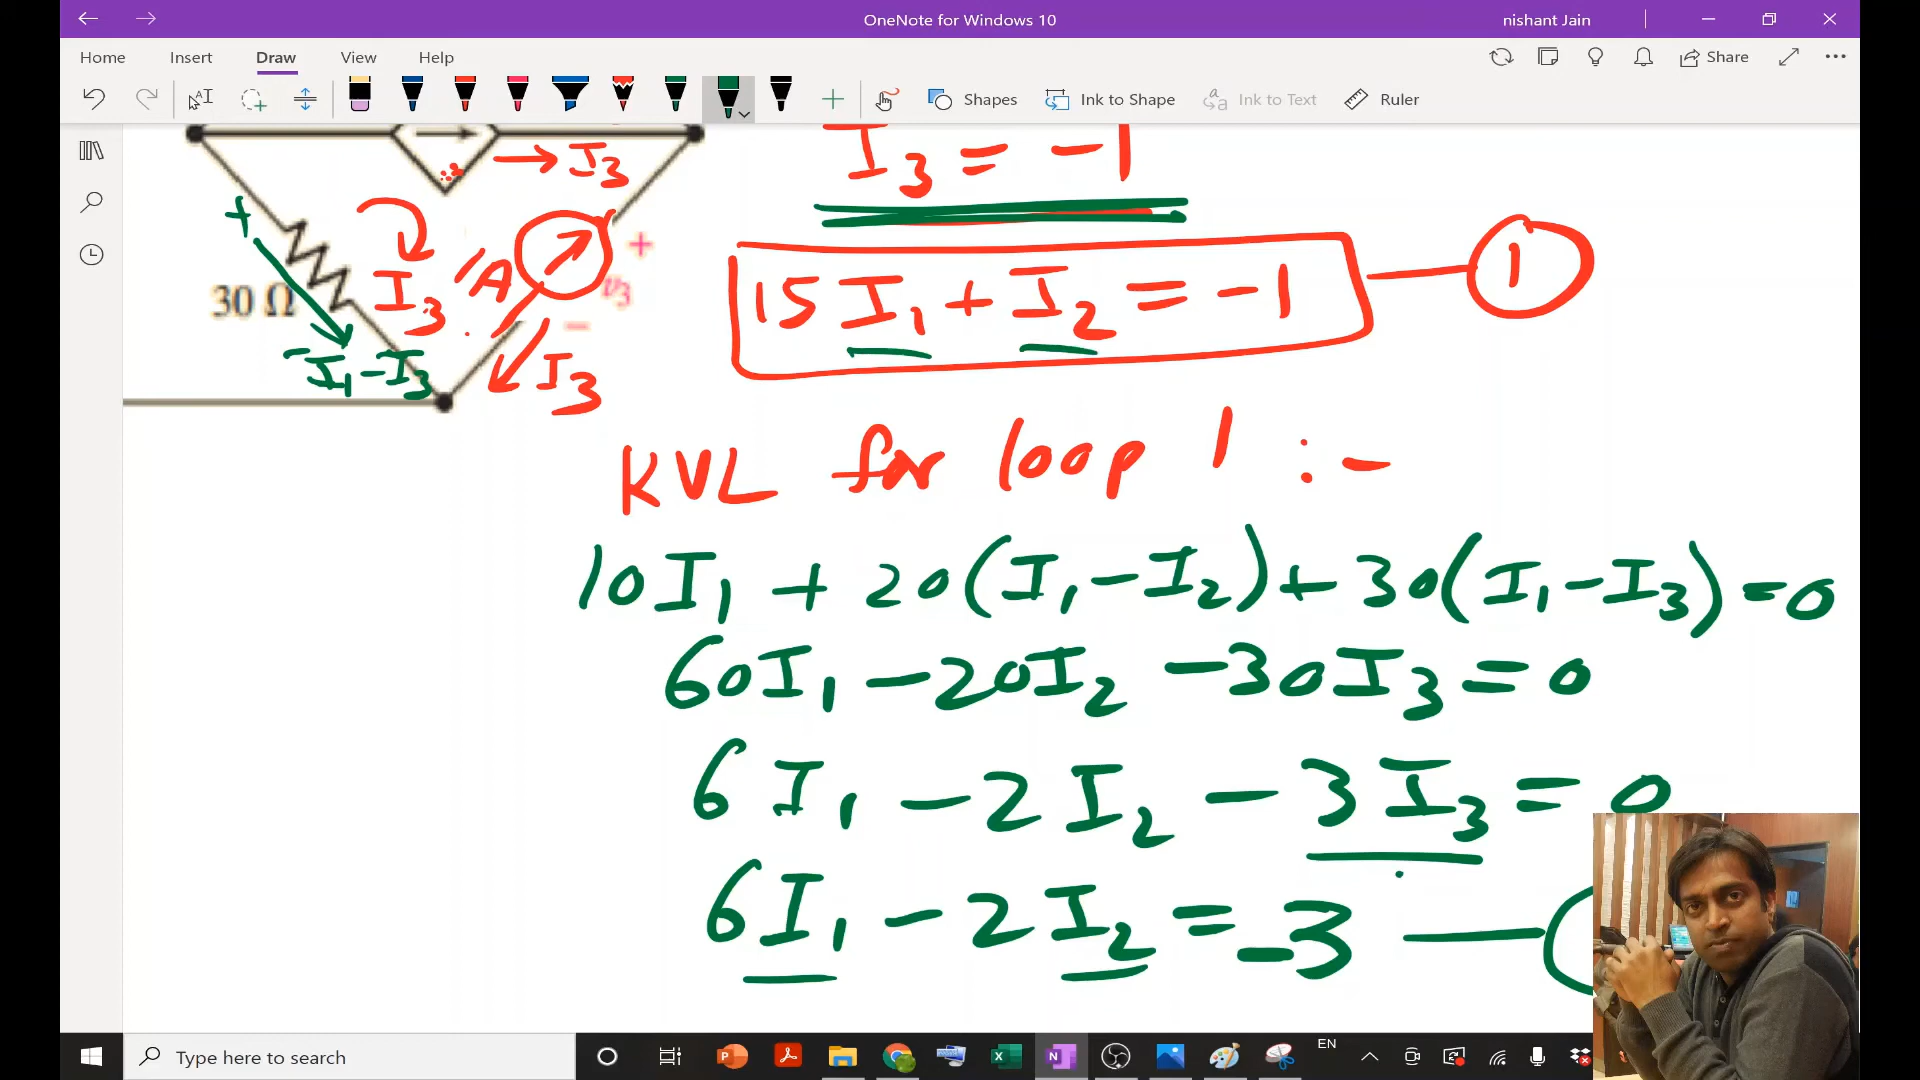 OneNote for Windows 10
nishant Jain
Home Insert Draw View Help
Share
Shapes Ink to Shape Ink to Text Ruler
I3 = -1
→ I3
+
I3
1A
+
v3
30 Ω
-
I1-I3
I3
15 I1 + I2 = -1
1
KVL for loop 1 :-
10I1 + 20(I1-I2) + 30(I1-I3) = 0
60I1 - 20I2 - 30I3 = 0
6I1 - 2I2 - 3I3 = 0
6I1 - 2I2 = -3
Type here to search
EN